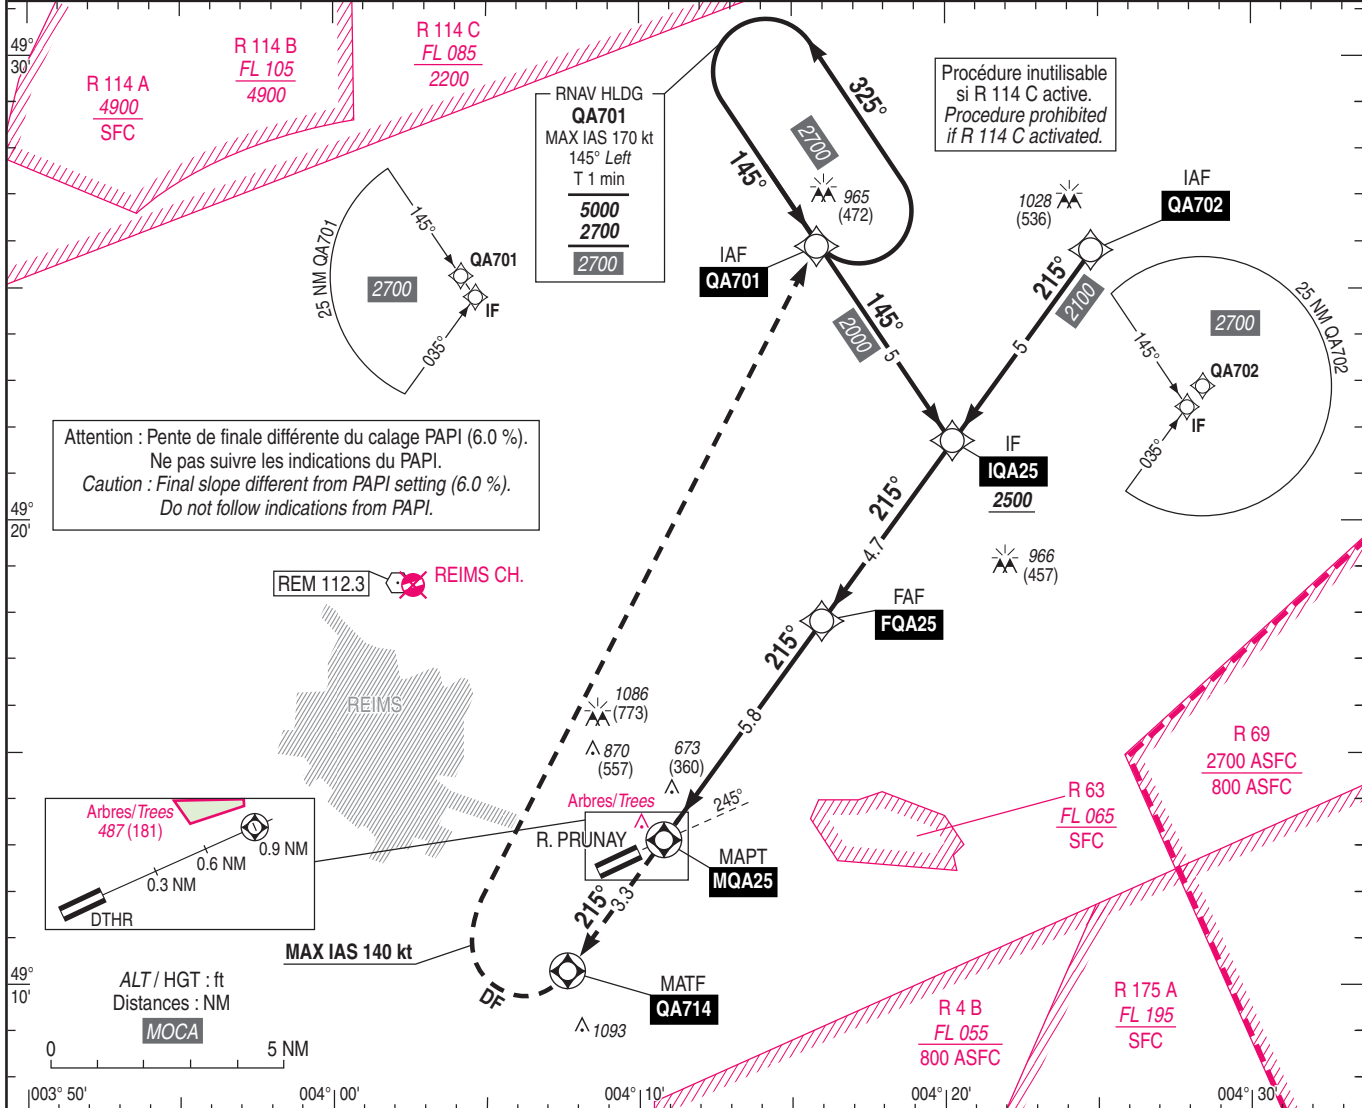 49°
30'
R 114 A
4900
SFC
R 114 B
FL 105
4900
R 114 C
FL 085
2200
RNAV HLDG
QA701
MAX IAS 170 kt
145° Left
T 1 min
5000
2700
2700
325°
2700
145°
965
(472)
Procédure inutilisable
si R 114 C active.
Procedure prohibited
if R 114 C activated.
1028
(536)
IAF
QA702
IAF
QA701
145°
2000
5
215°
2100
5
25 NM QA701
2700
145°
035°
QA701
IF
25 NM QA702
2700
145°
035°
QA702
IF
Attention : Pente de finale différente du calage PAPI (6.0 %).
Ne pas suivre les indications du PAPI.
Caution : Final slope different from PAPI setting (6.0 %).
Do not follow indications from PAPI.
IF
IQA25
2500
49°
20'
215°
4.7
966
(457)
REM 112.3
REIMS CH.
FAF
FQA25
215°
5.8
REIMS
1086
(773)
870
(557)
673
(360)
R 69
2700 ASFC
800 ASFC
R 63
FL 065
SFC
Arbres/Trees
487 (181)
0.9 NM
0.6 NM
0.3 NM
DTHR
Arbres/Trees
R. PRUNAY
245°
MAPT
MQA25
215°
3.3
MAX IAS 140 kt
DF
MATF
QA714
1093
49°
10'
ALT / HGT : ft
Distances : NM
MOCA
0
5 NM
R 4 B
FL 055
800 ASFC
R 175 A
FL 195
SFC
003° 50'
004° 00'
004° 10'
004° 20'
004° 30'